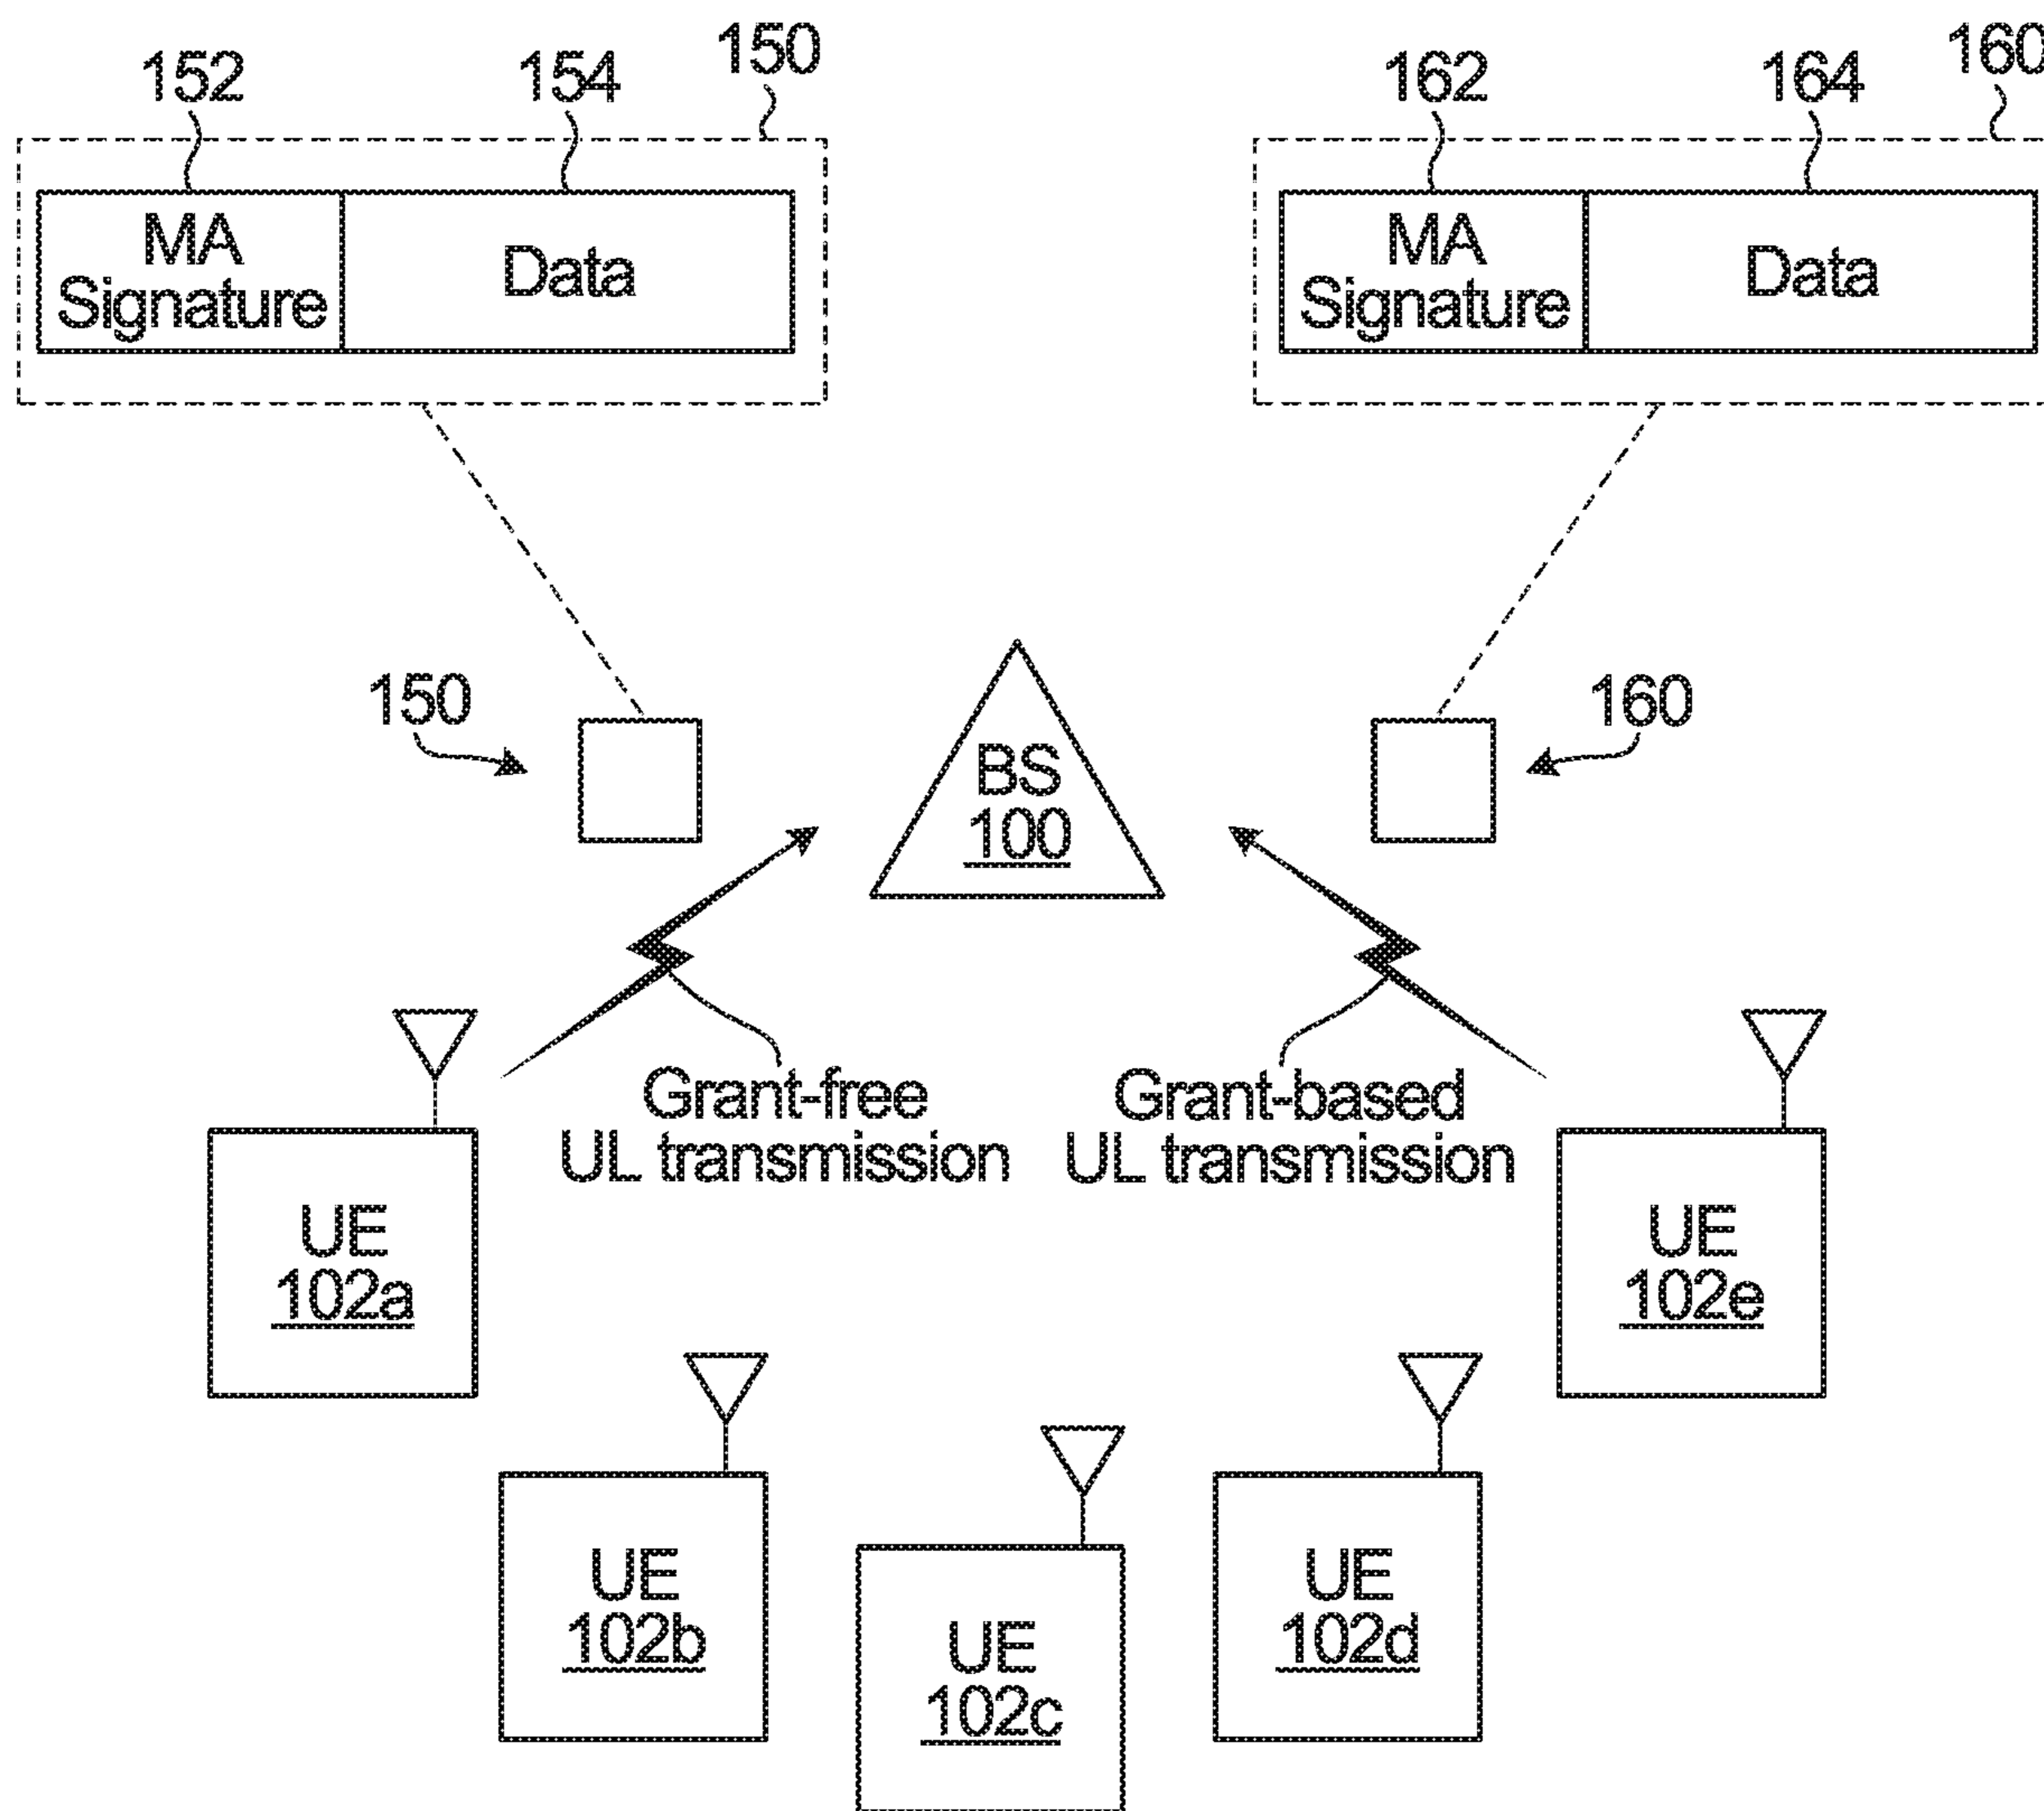 152 154 150
162 164 160
MA
Signature
Data
MA
Signature
Data
150
160
BS
100
Grant-free
UL transmission
Grant-based
UL transmission
UE
102a
UE
102e
UE
102b
UE
102c
UE
102d